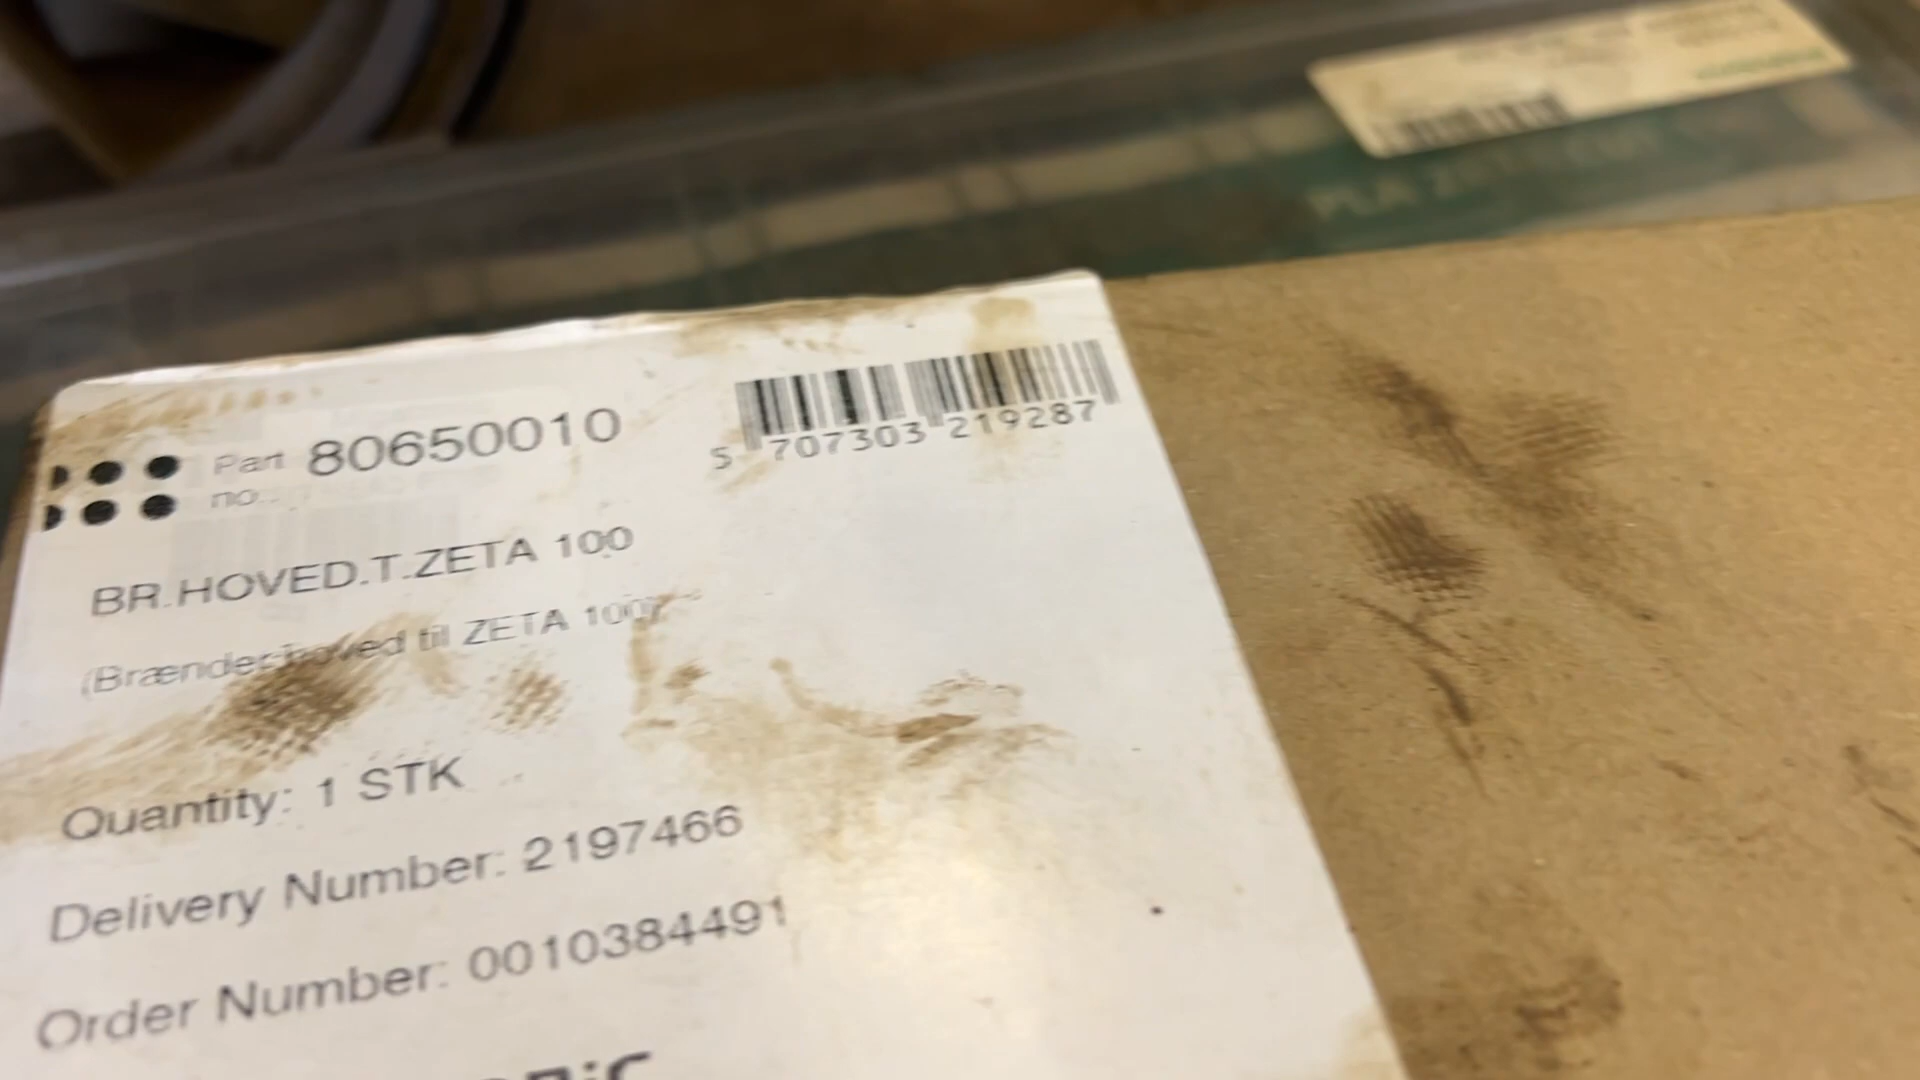 Part no.. 80650010
5 707303 219287
BR.HOVED.T.ZETA 100
(Brænderhoved til ZETA 100)
Quantity: 1 STK
Delivery Number: 2197466
Order Number: 0010384491